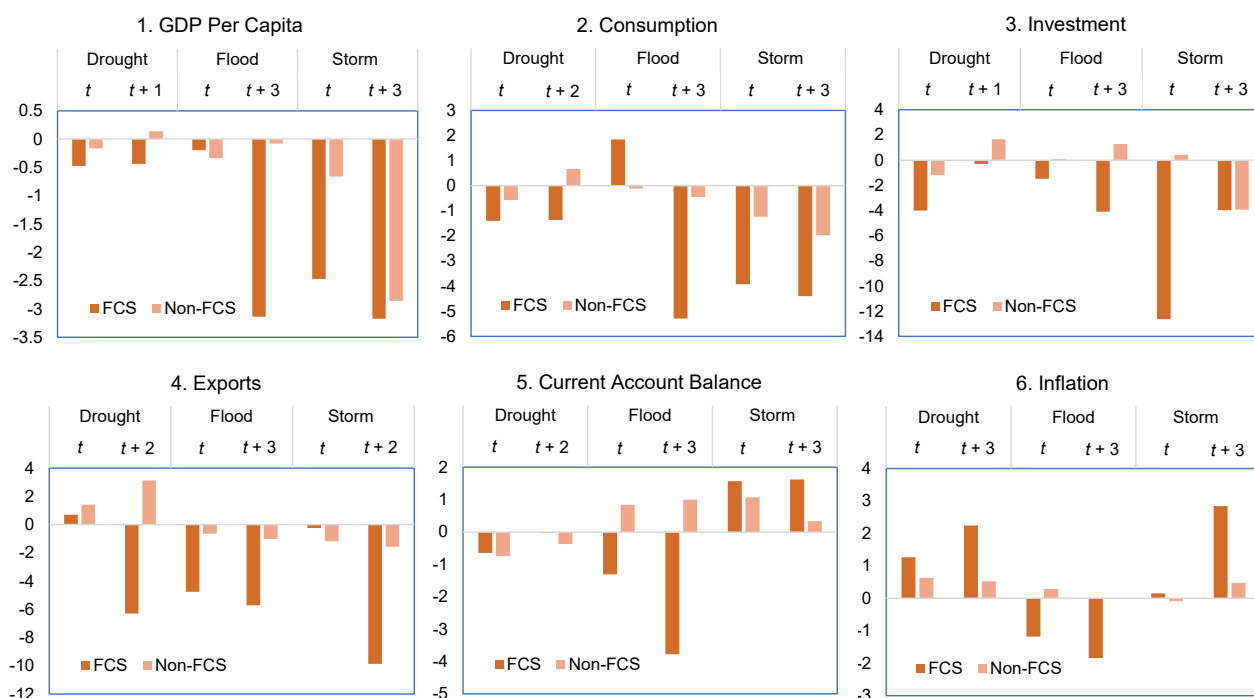 1. GDP Per Capita
Drought Flood Storm
t t + 1 t t + 3 t t + 3
0.5
0
-0.5
-1
-1.5
-2
-2.5
-3
-3.5
FCS Non-FCS
2. Consumption
Drought Flood Storm
t t + 2 t t + 3 t t + 3
3
2
1
0
-1
-2
-3
-4
-5
-6
FCS Non-FCS
3. Investment
Drought Flood Storm
t t + 1 t t + 3 t t + 3
4
2
0
-2
-4
-6
-8
-10
-12
-14
FCS Non-FCS
4. Exports
Drought Flood Storm
t t + 2 t t + 3 t t + 2
4
2
0
-2
-4
-6
-8
-10
-12
FCS Non-FCS
5. Current Account Balance
Drought Flood Storm
t t + 2 t t + 3 t t + 3
2
1
0
-1
-2
-3
-4
-5
FCS Non-FCS
6. Inflation
Drought Flood Storm
t t + 3 t t + 3 t t + 3
4
3
2
1
0
-1
-2
-3
FCS Non-FCS